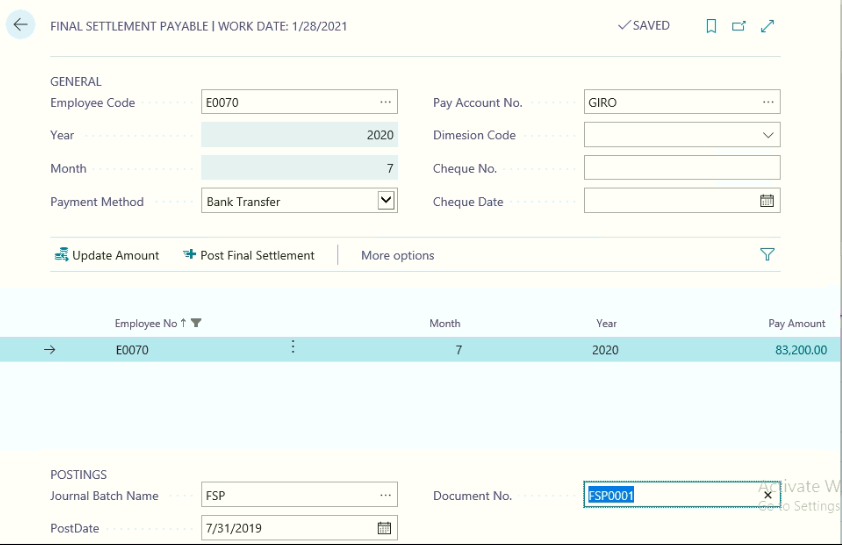 FINAL SETTLEMENT PAYABLE | WORK DATE: 1/28/2021 SAVED
GENERAL
Employee Code E0070 ... Pay Account No. GIRO ...
Year 2020 Dimesion Code
Month 7 Cheque No.
Payment Method Bank Transfer Cheque Date
Update Amount Post Final Settlement More options
Employee No ↑ Month Year Pay Amount
→ E0070 7 2020 83,200.00
POSTINGS
Journal Batch Name FSP ... Document No. FSP0001
Activate W
PostDate 7/31/2019
Go to Settings